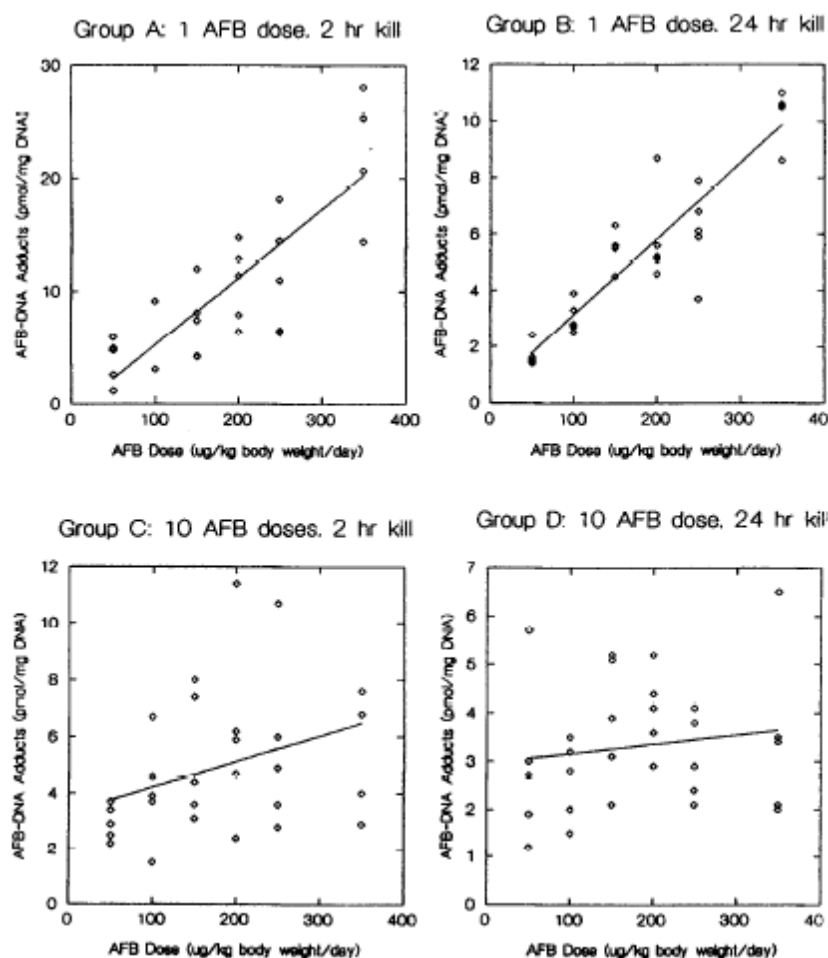 Group A: 1 AFB dose. 2 hr kill
30
20
10
0
AFB-DNA Adducts (pmol/mg DNA)
0 100 200 300 400
AFB Dose (ug/kg body weight/day)
Group B: 1 AFB dose. 24 hr kill
12
10
8
6
4
2
0
AFB-DNA Adducts (pmol/mg DNA)
0 100 200 300 400
AFB Dose (ug/kg body weight/day)
Group C: 10 AFB doses. 2 hr kill
12
10
8
6
4
2
0
AFB-DNA Adducts (pmol/mg DNA)
0 100 200 300 400
AFB Dose (ug/kg body weight/day)
Group D: 10 AFB dose. 24 hr kil
7
6
5
4
3
2
1
0
AFB-DNA Adducts (pmol/mg DNA)
0 100 200 300 40
AFB Dose (ug/kg body weight/day)